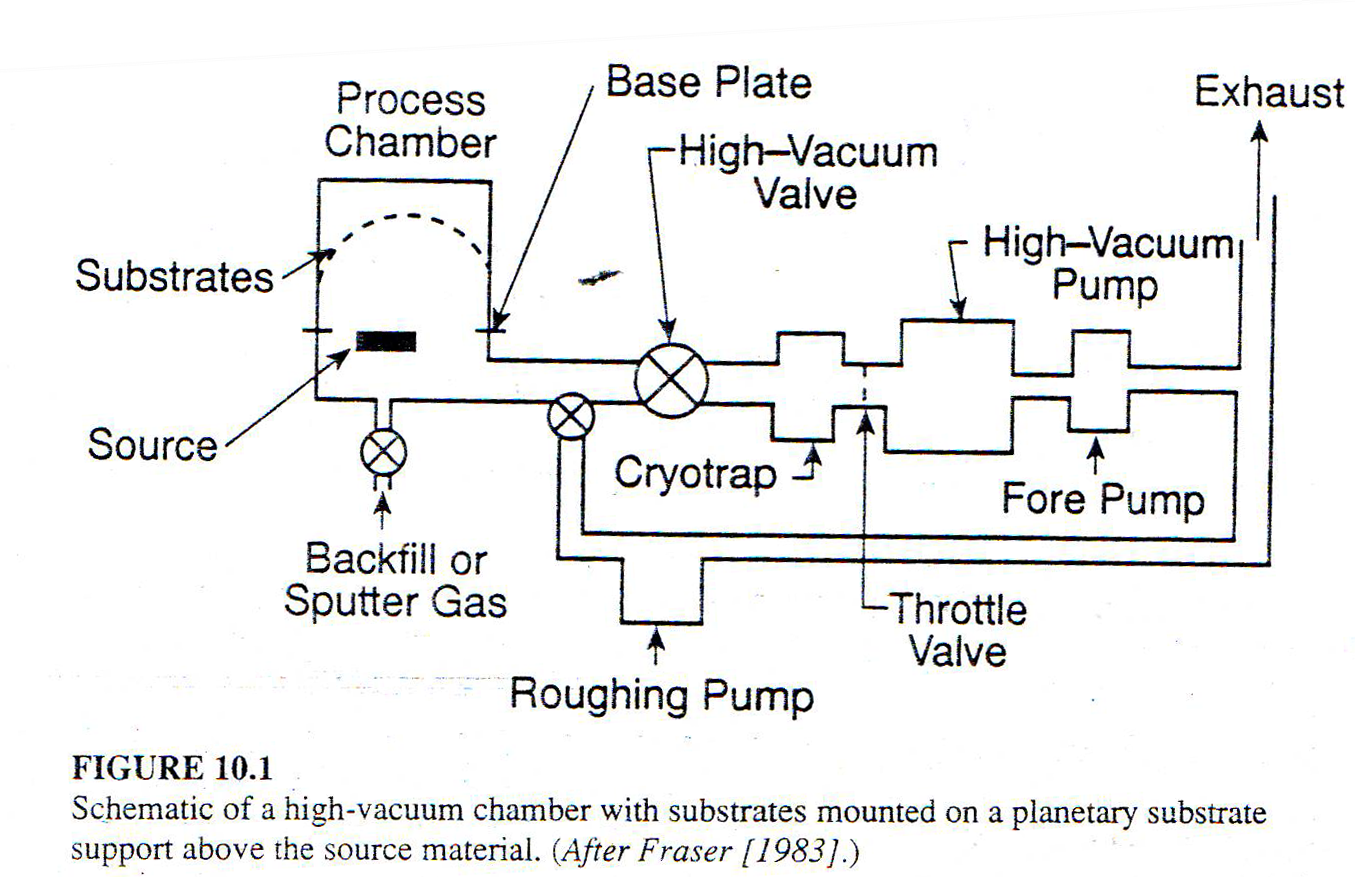 Process
Chamber
Base Plate
Exhaust
High–Vacuum
Valve
High–Vacuum
Pump
Substrates
Source
Cryotrap
Fore Pump
Backfill or
Sputter Gas
Throttle
Valve
Roughing Pump
FIGURE 10.1
Schematic of a high-vacuum chamber with substrates mounted on a planetary substrate
support above the source material. (After Fraser [1983].)